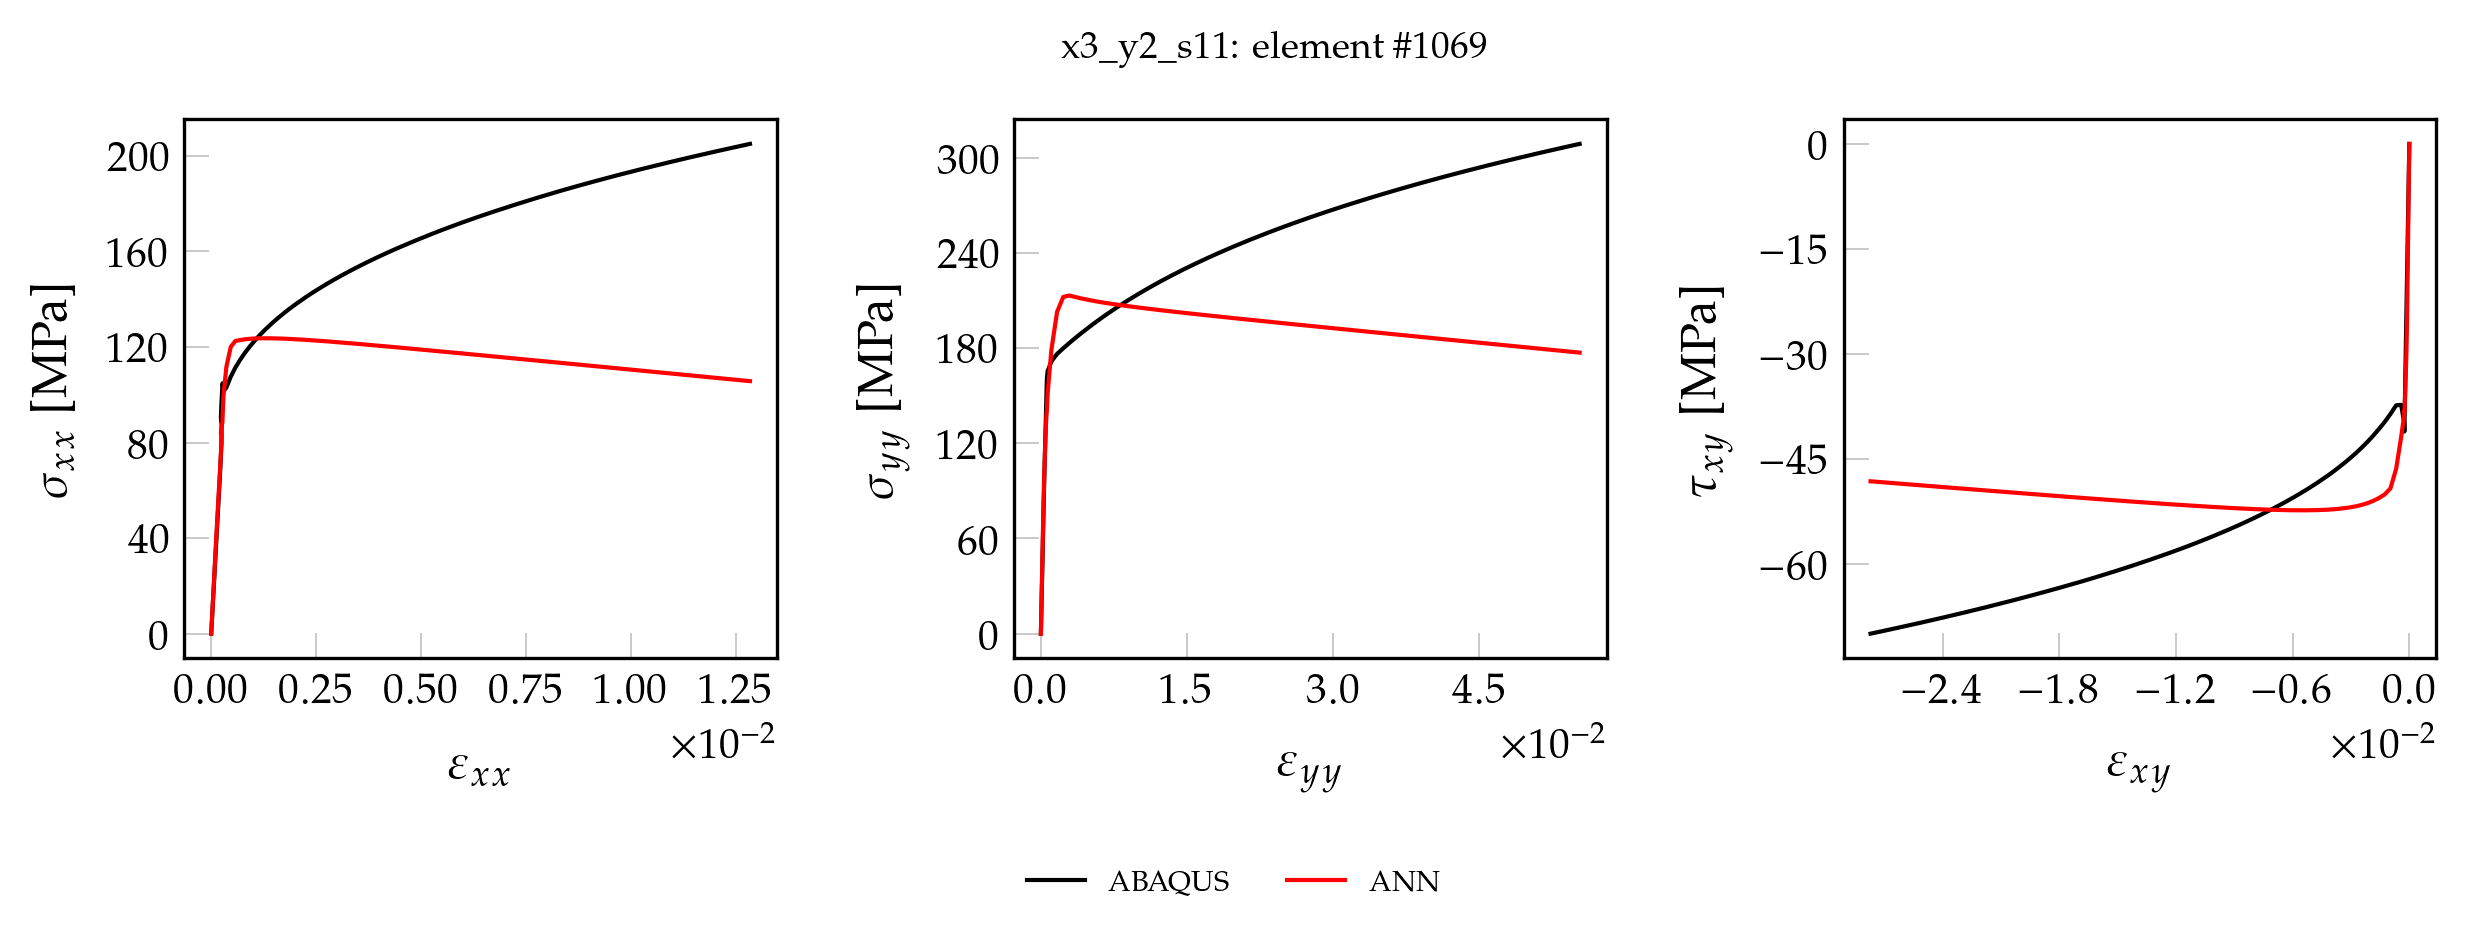 x3_y2_s11: element #1069
σxx [MPa]
200
160
120
80
40
0
0.00 0.25 0.50 0.75 1.00 1.25
×10−2
εxx
σyy [MPa]
300
240
180
120
60
0
0.0 1.5 3.0 4.5
×10−2
εyy
τxy [MPa]
0
−15
−30
−45
−60
−2.4 −1.8 −1.2 −0.6 0.0
×10−2
εxy
ABAQUS ANN